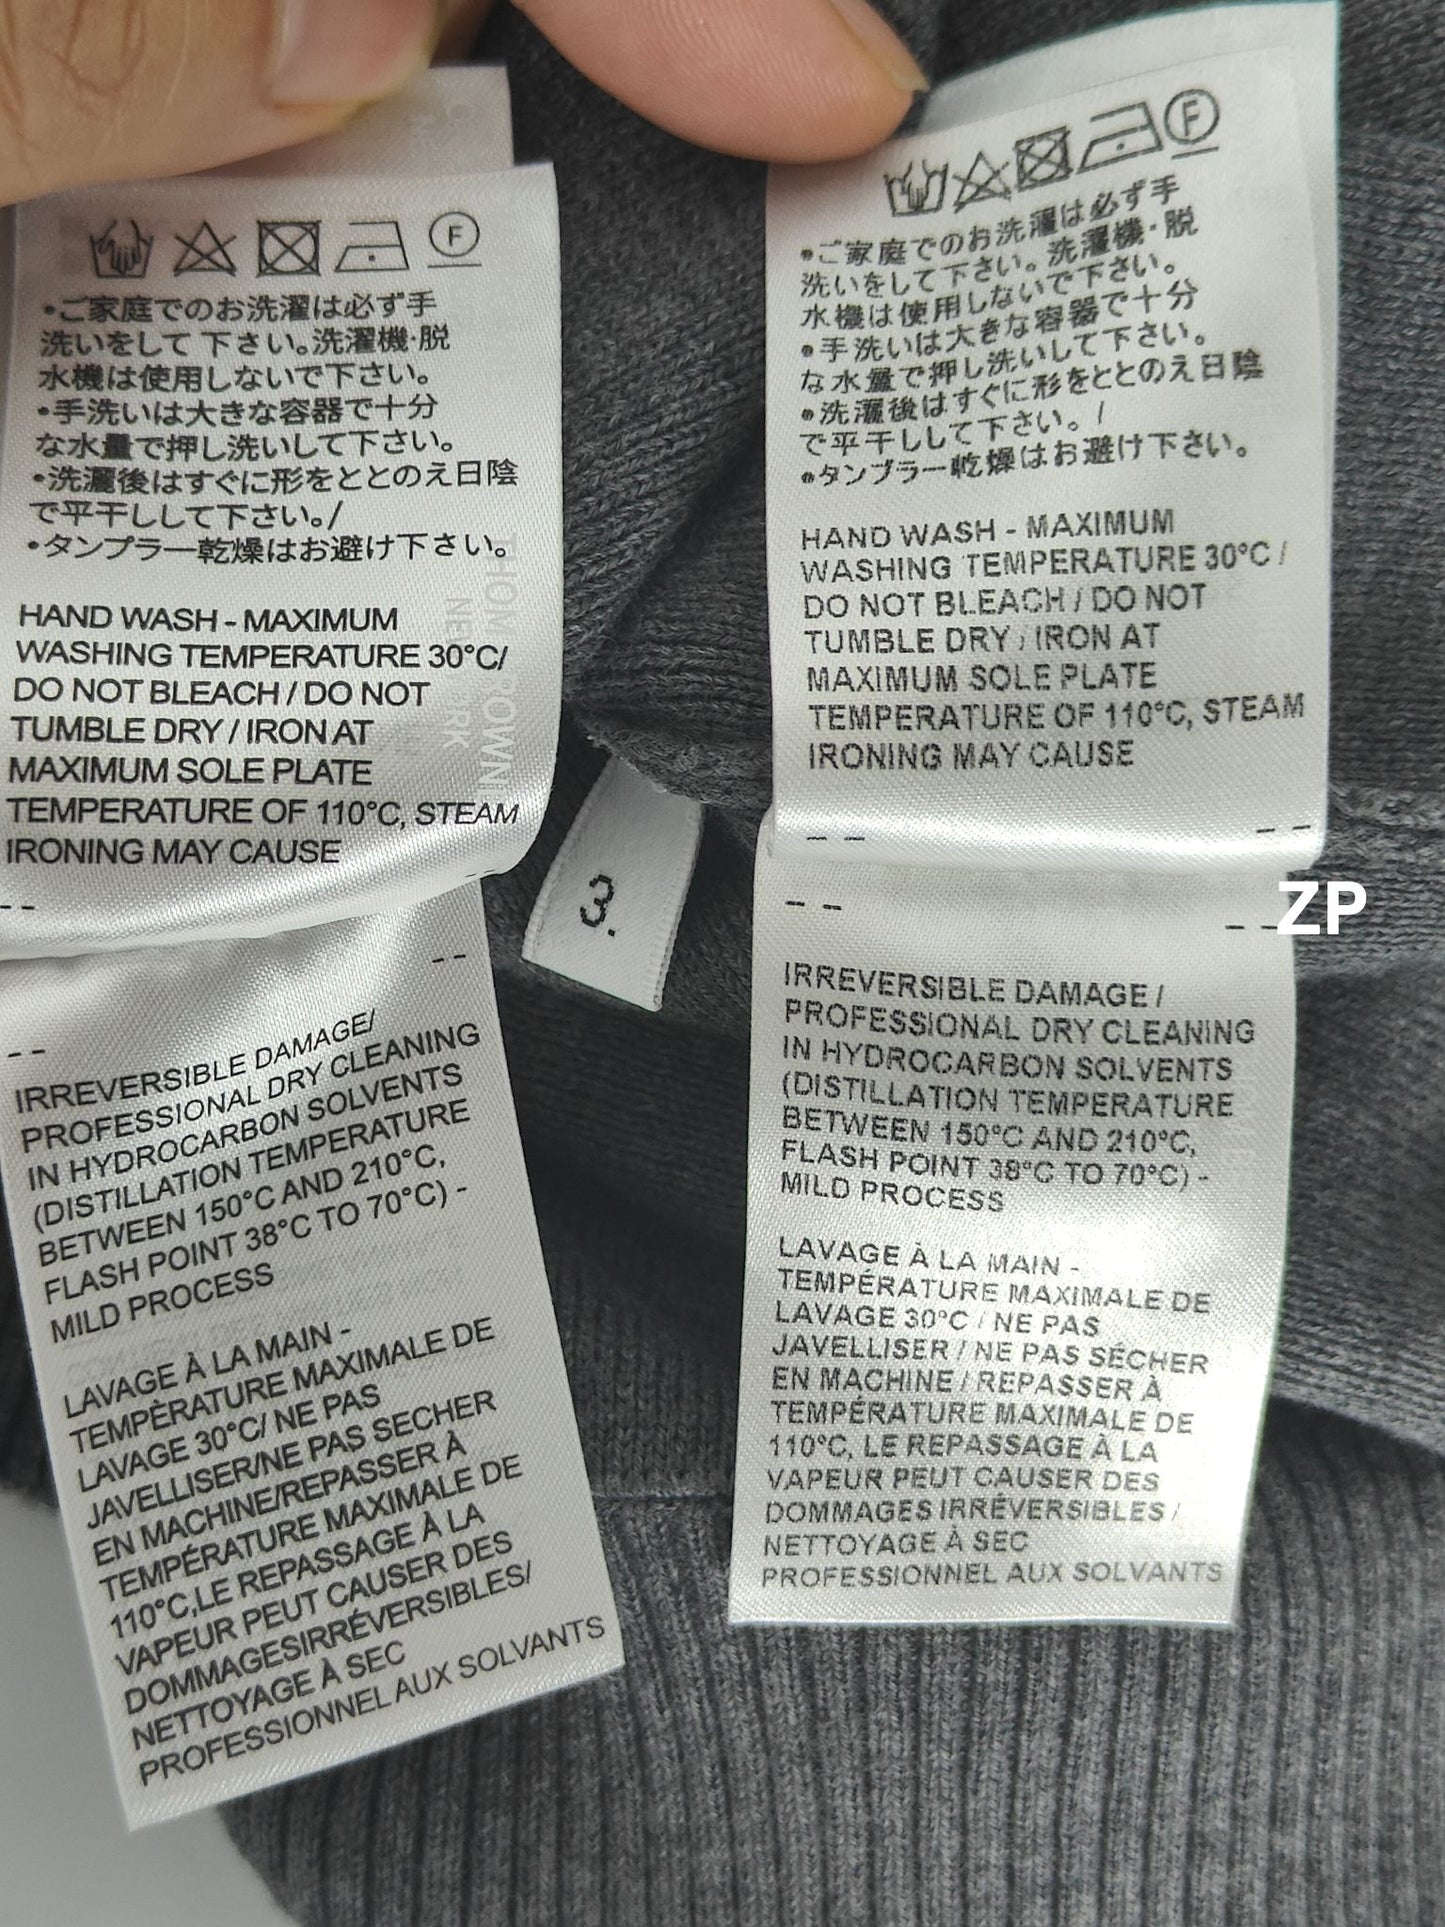 F
•ご家庭でのお洗濯は必ず手
洗いをして下さい。洗濯機・脱
水機は使用しないで下さい。
•手洗いは大きな容器で十分
な水量で押し洗いして下さい。
•洗濯後はすぐに形をととのえ日陰
で平干しして下さい。/
•タンブラー乾燥はお避け下さい。
HAND WASH - MAXIMUM
WASHING TEMPERATURE 30°C/
DO NOT BLEACH / DO NOT
TUMBLE DRY / IRON AT
MAXIMUM SOLE PLATE
TEMPERATURE OF 110°C, STEAM
IRONING MAY CAUSE
IRREVERSIBLE DAMAGE/
PROFESSIONAL DRY CLEANING
IN HYDROCARBON SOLVENTS
(DISTILLATION TEMPERATURE
BETWEEN 150°C AND 210°C,
FLASH POINT 38°C TO 70°C) -
MILD PROCESS
LAVAGE À LA MAIN -
TEMPÈRATURE MAXIMALE DE
LAVAGE 30°C/ NE PAS
JAVELLISER/NE PAS SECHER
EN MACHINE/REPASSER À
TEMPÉRATURE MAXIMALE DE
110°C,LE REPASSAGE À LA
VAPEUR PEUT CAUSER DES
DOMMAGESIRRÉVERSIBLES/
NETTOYAGE À SEC
PROFESSIONNEL AUX SOLVANTS
3.
F
•ご家庭でのお洗濯は必ず手
洗いをして下さい。洗濯機・脱
水機は使用しないで下さい。
•手洗いは大きな容器で十分
な水量で押し洗いして下さい。
•洗濯後はすぐに形をととのえ日陰
で平干しして下さい。/
•タンブラー乾燥はお避け下さい。
HAND WASH - MAXIMUM
WASHING TEMPERATURE 30°C /
DO NOT BLEACH / DO NOT
TUMBLE DRY / IRON AT
MAXIMUM SOLE PLATE
TEMPERATURE OF 110°C, STEAM
IRONING MAY CAUSE
ZP
IRREVERSIBLE DAMAGE /
PROFESSIONAL DRY CLEANING
IN HYDROCARBON SOLVENTS
(DISTILLATION TEMPERATURE
BETWEEN 150°C AND 210°C,
FLASH POINT 38°C TO 70°C) -
MILD PROCESS
LAVAGE À LA MAIN -
TEMPÉRATURE MAXIMALE DE
LAVAGE 30°C / NE PAS
JAVELLISER / NE PAS SÉCHER
EN MACHINE / REPASSER À
TEMPÉRATURE MAXIMALE DE
110°C, LE REPASSAGE À LA
VAPEUR PEUT CAUSER DES
DOMMAGES IRRÉVERSIBLES /
NETTOYAGE À SEC
PROFESSIONNEL AUX SOLVANTS